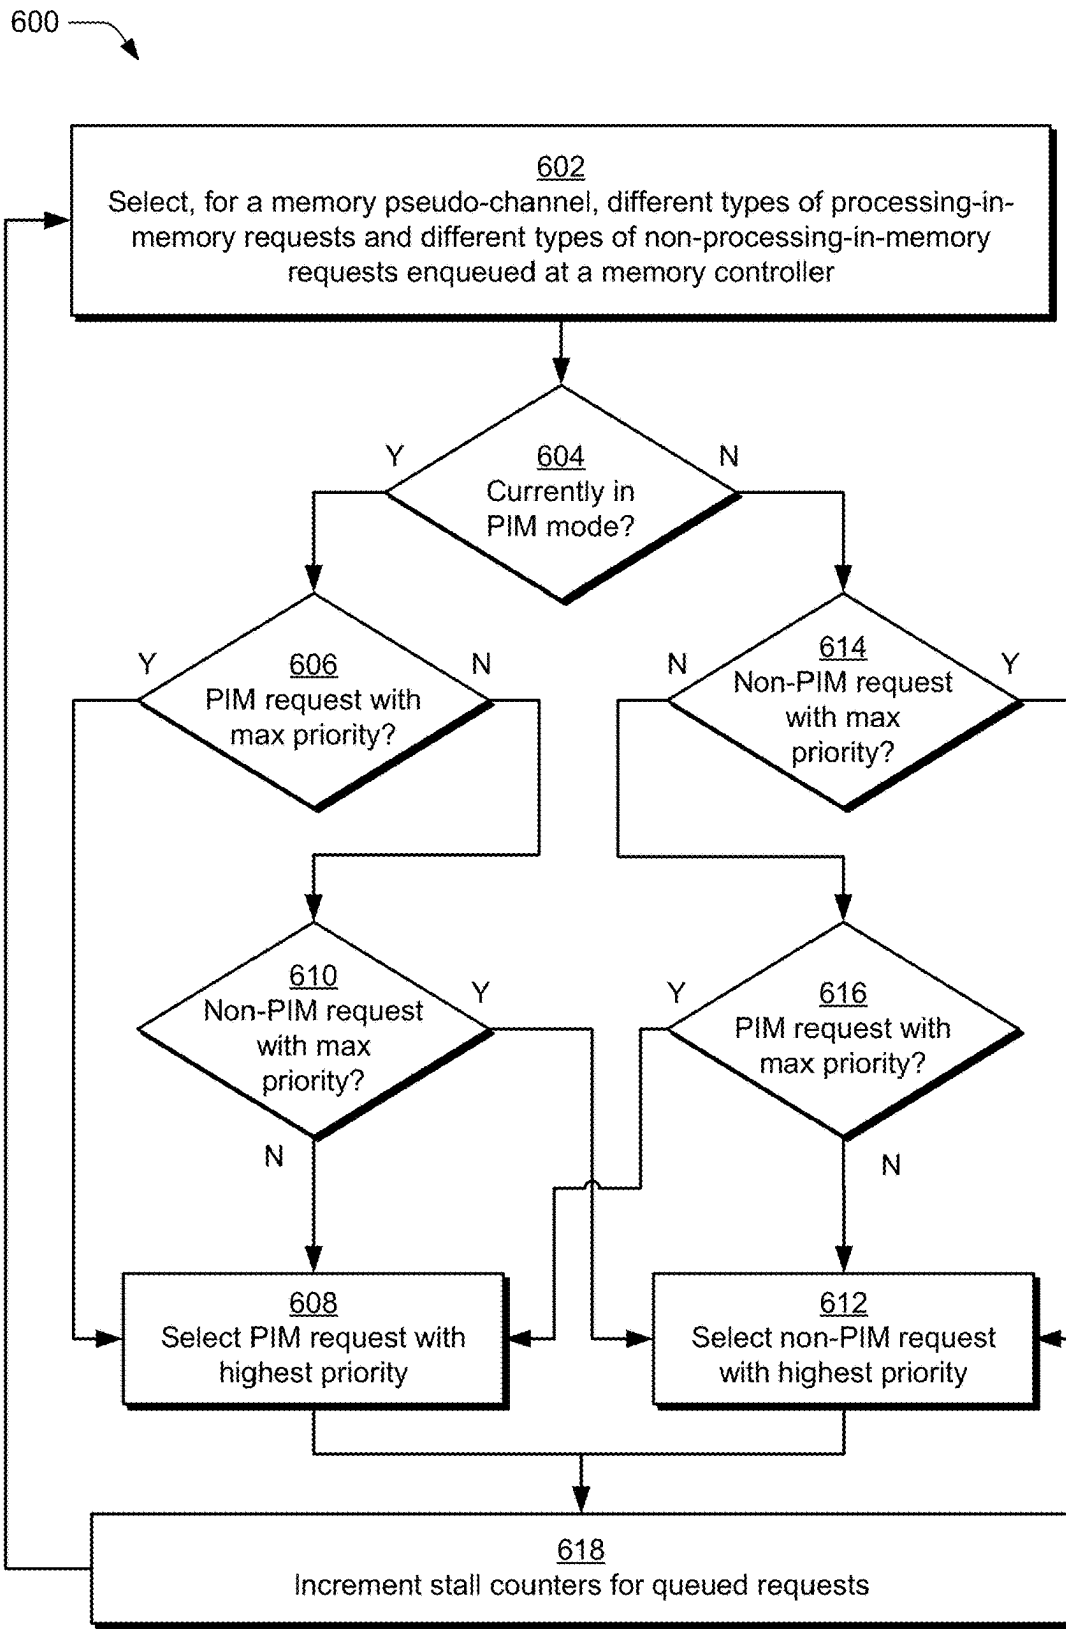 600
602
Select, for a memory pseudo-channel, different types of processing-in-
memory requests and different types of non-processing-in-memory
requests enqueued at a memory controller
Y
N
604
Currently in
PIM mode?
Y
606
PIM request with
max priority?
N
N
614
Non-PIM request
with max
priority?
Y
610
Non-PIM request
with max
priority?
Y
N
Y
616
PIM request with
max priority?
N
608
Select PIM request with
highest priority
612
Select non-PIM request
with highest priority
618
Increment stall counters for queued requests